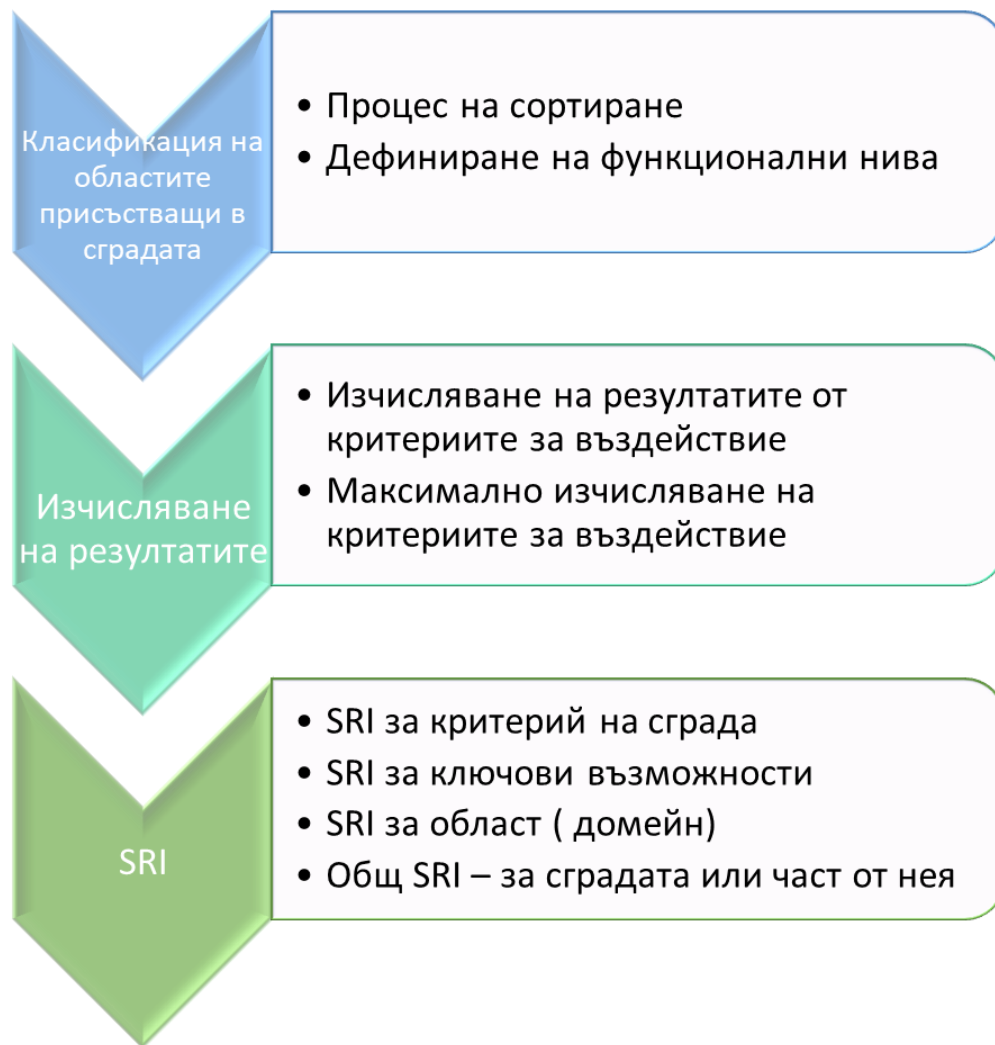 Класификация на
областите
присъстващи в
сградата
• Процес на сортиране
• Дефиниране на функционални нива
Изчисляване
на резултатите
• Изчисляване на резултатите от
критериите за въздействие
• Максимално изчисляване на
критериите за въздействие
SRI
• SRI за критерий на сграда
• SRI за ключови възможности
• SRI за област ( домейн)
• Общ SRI – за сградата или част от нея